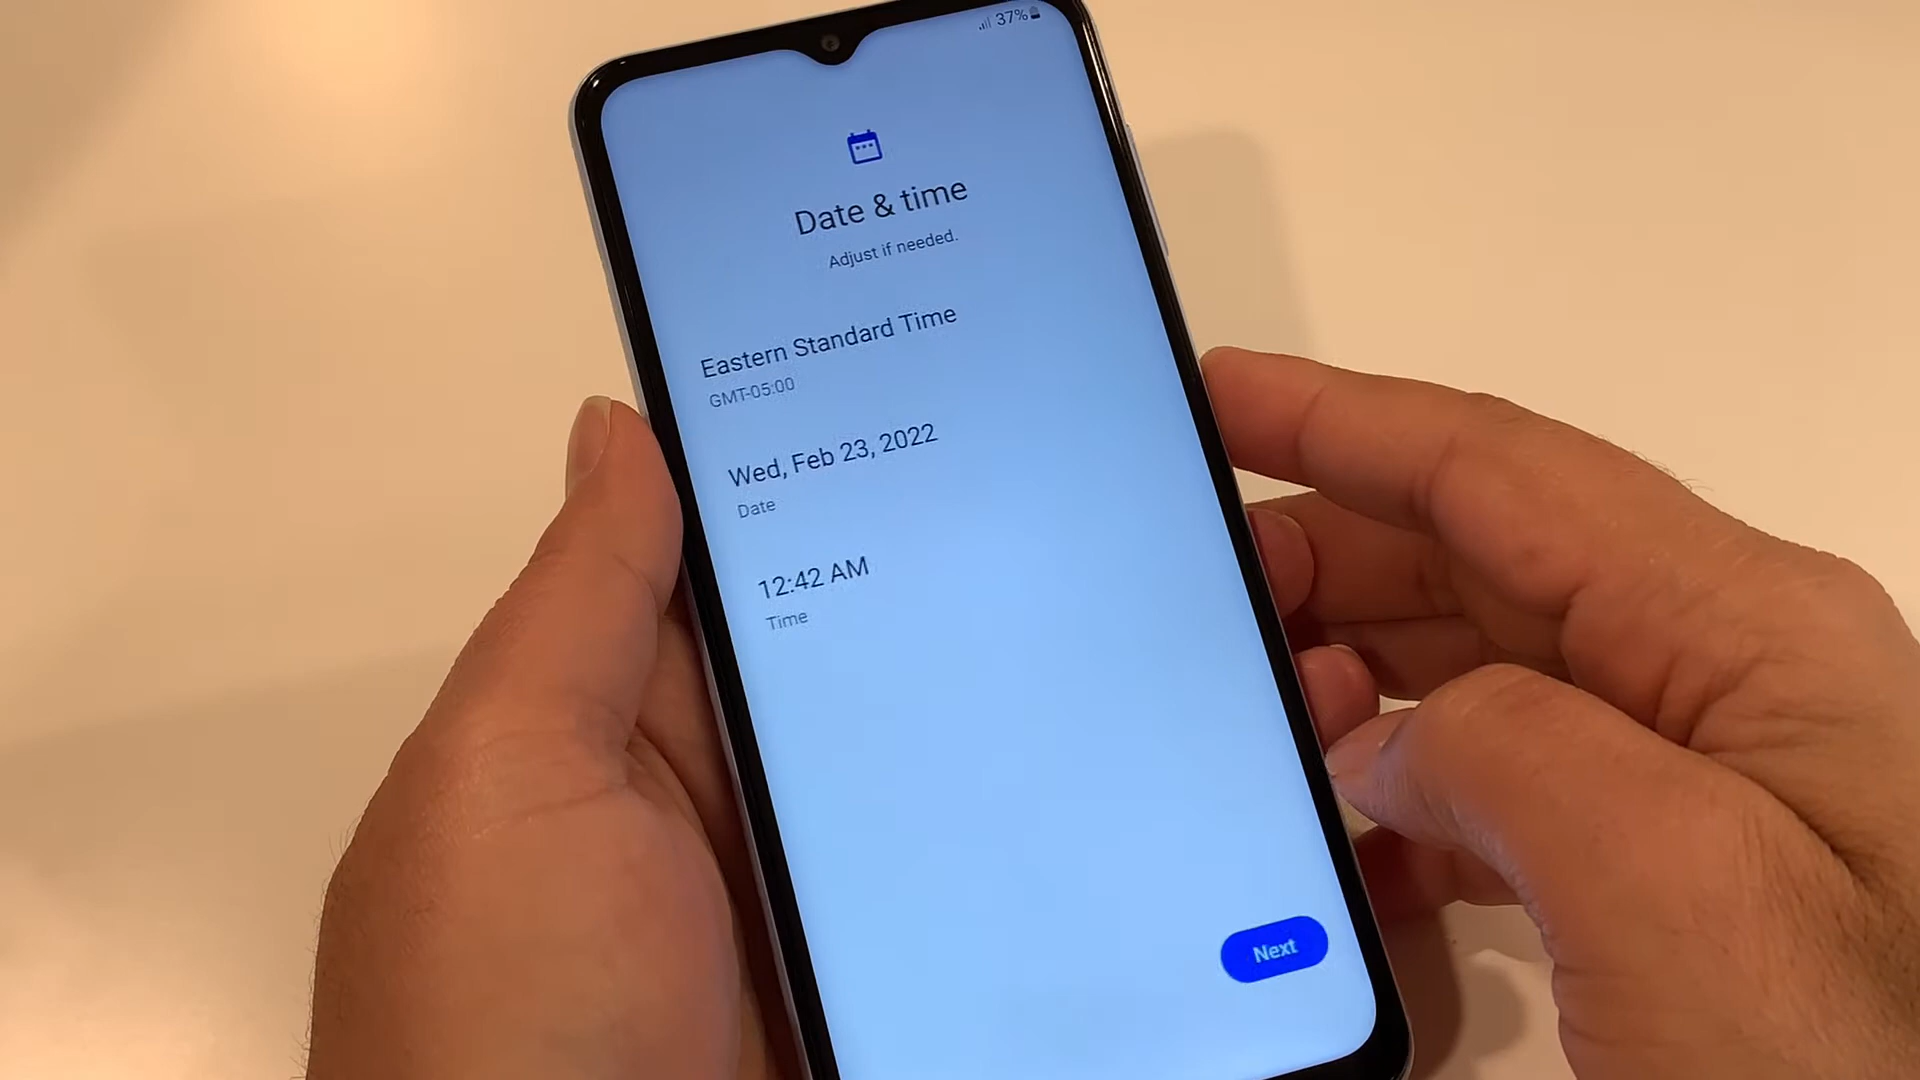 37%
Date & time
Adjust if needed.
Eastern Standard Time
GMT-05:00
Wed, Feb 23, 2022
Date
12:42 AM
Time
Next